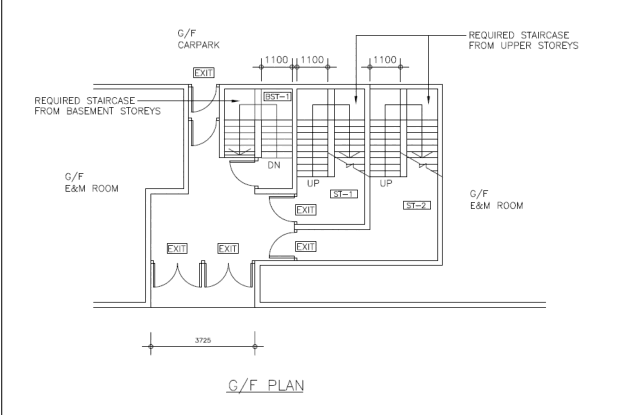 G/F
CARPARK
REQUIRED STAIRCASE
FROM UPPER STOREYS
1100 1100 1100
EXIT
REQUIRED STAIRCASE
FROM BASEMENT STOREYS
BST-1
DN
G/F
E&M ROOM
UP
UP
ST-1
ST-2
G/F
E&M ROOM
EXIT
EXIT
EXIT
EXIT
3725
G/F PLAN